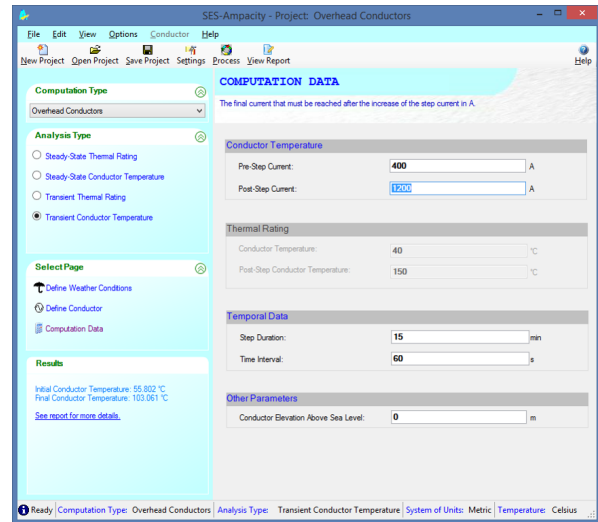 SES-Ampacity - Project: Overhead Conductors
File Edit View Options Conductor Help
New Project Open Project Save Project Settings Process View Report Help
Computation Type
Overhead Conductors
Analysis Type
Steady-State Thermal Rating
Steady-State Conductor Temperature
Transient Thermal Rating
Transient Conductor Temperature
Select Page
Define Weather Conditions
Define Conductor
Computation Data
Results
Initial Conductor Temperature: 55.802 °C
Final Conductor Temperature: 103.061 °C
See report for more details.
COMPUTATION DATA
The final current that must be reached after the increase of the step current in A.
Conductor Temperature
Pre-Step Current: 400 A
Post-Step Current: 1200 A
Thermal Rating
Conductor Temperature: 40 °C
Post-Step Conductor Temperature: 150 °C
Temporal Data
Step Duration: 15 min
Time Interval: 60 s
Other Parameters
Conductor Elevation Above Sea Level: 0 m
Ready Computation Type: Overhead Conductors Analysis Type: Transient Conductor Temperature System of Units: Metric Temperature: Celsius